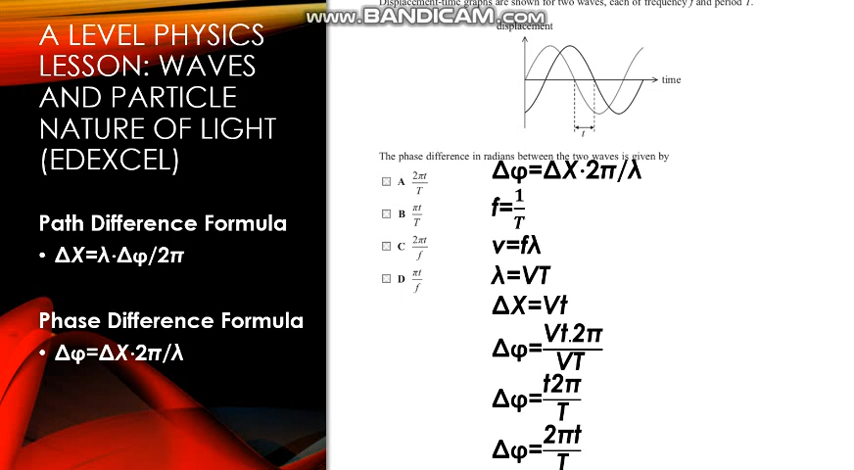 Displacement-time graphs are shown for two waves, each of frequency f and period T.
www.BANDICAM.com
A LEVEL PHYSICS
LESSON: WAVES
AND PARTICLE
NATURE OF LIGHT
(EDEXCEL)
Path Difference Formula
• ΔX=λ·Δφ/2π
Phase Difference Formula
• Δφ=ΔX·2π/λ
displacement
time
t
The phase difference in radians between the two waves is given by
A 2πt/T
B πt/T
C 2πt/f
D πt/f
Δφ=ΔX·2π/λ
f=1/T
v=fλ
λ=VT
ΔX=Vt
Δφ=Vt.2π/VT
Δφ=t2π/T
Δφ=2πt/T